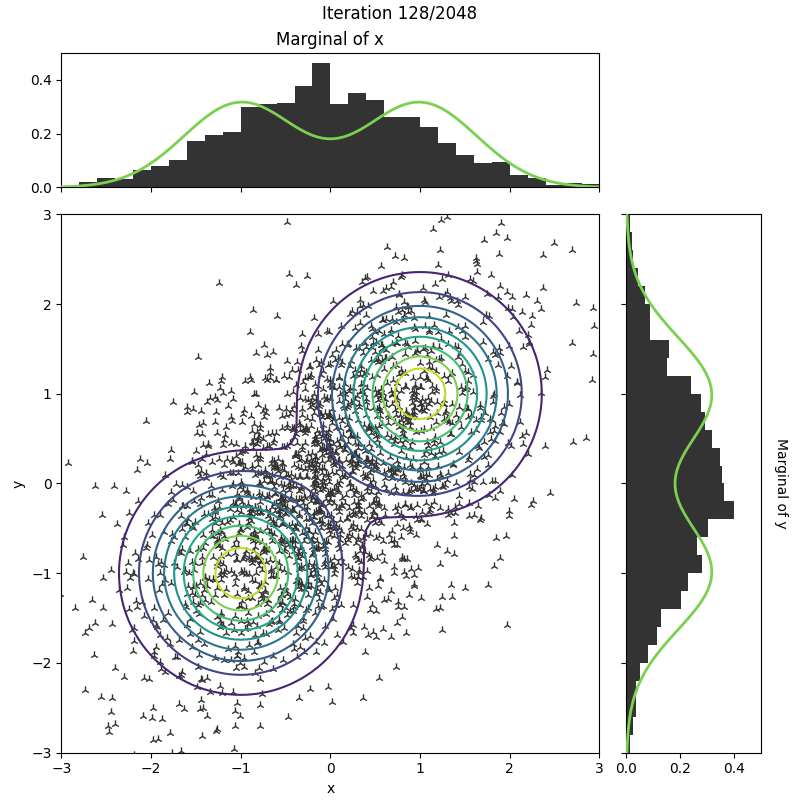 Iteration 128/2048
Marginal of x
0.4
0.2
0.0
3
2
1
0
−1
−2
−3
y
−3 −2 −1 0 1 2 3
x
0.0 0.2 0.4
Marginal of y